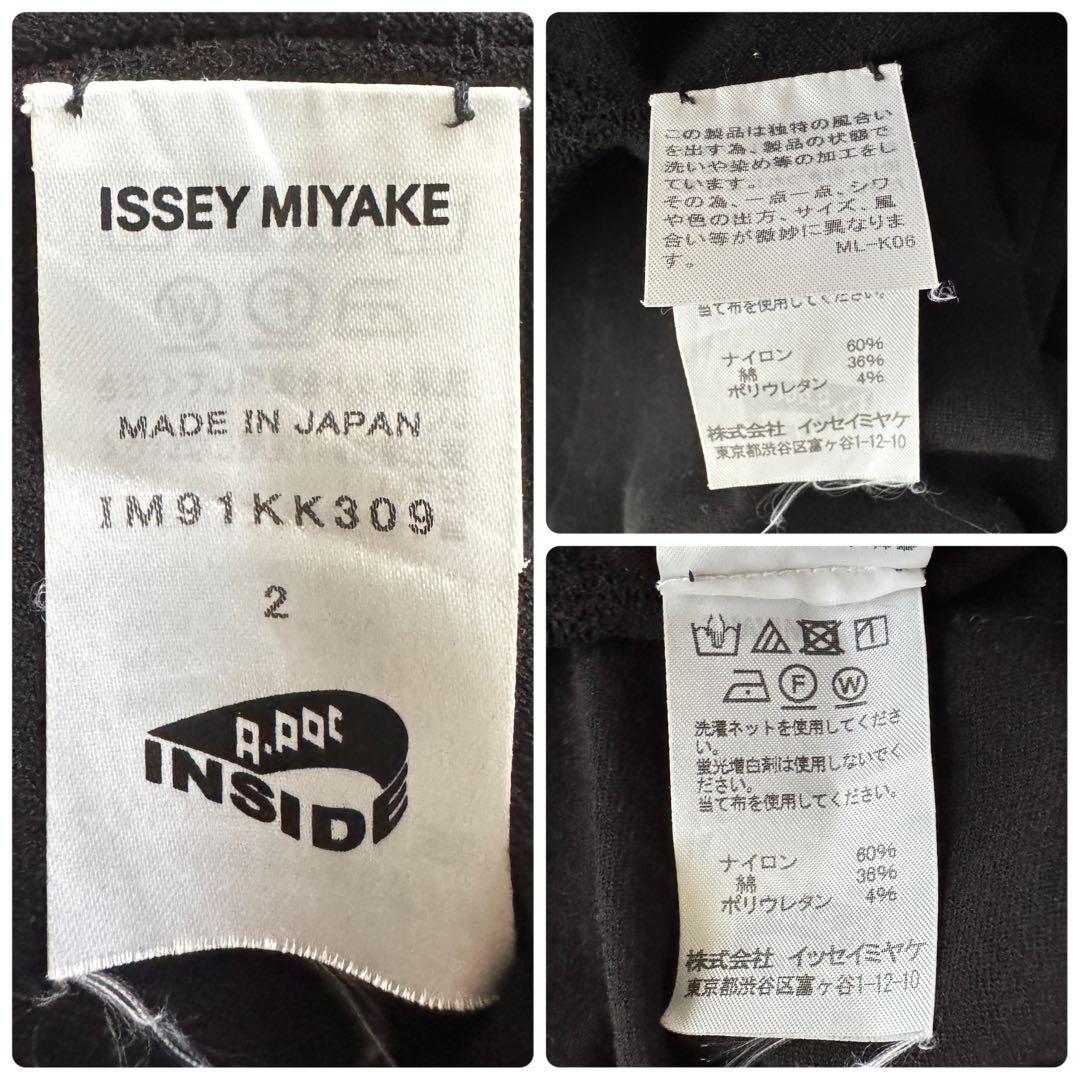 ISSEY MIYAKE
MADE IN JAPAN
IM91KK309
2
A.POC
INSIDE
この製品は独特の風合い
を出す為、製品の状態で
洗いや染め等の加工をし
ています。
その為、一点一点、シワ
や色の出方、サイズ、風
合い等が微妙に異なりま
す。 ML-K06
当て布を使用してください。
ナイロン 60%
綿 36%
ポリウレタン 4%
株式会社 イッセイミヤケ
東京都渋谷区富ヶ谷1-12-10
F W
洗濯ネットを使用してくださ
い。
蛍光増白剤は使用しないでく
ださい。
当て布を使用してください。
ナイロン 60%
綿 36%
ポリウレタン 4%
株式会社 イッセイミヤケ
東京都渋谷区富ヶ谷1-12-10